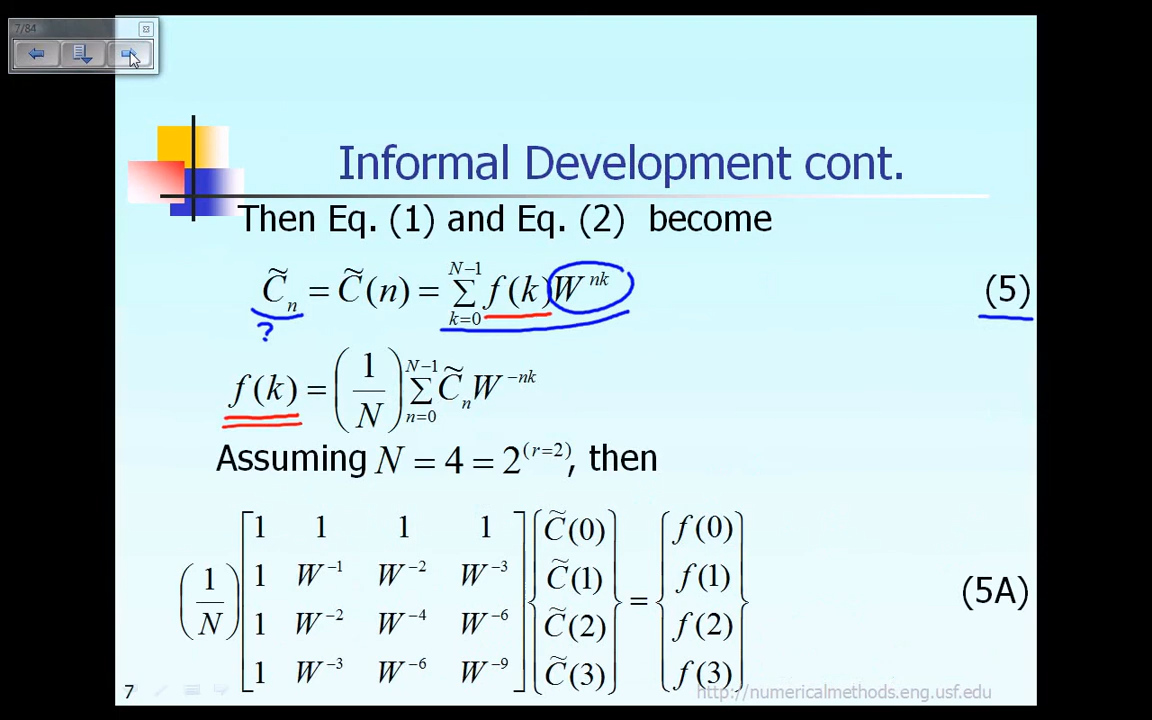 7/84
Informal Development cont.
Then Eq. (1) and Eq. (2) become
C̃ₙ = C̃(n) = Σ_{k=0}^{N−1} f(k)W^{nk} (5)
?
f(k) = (1/N) Σ_{n=0}^{N−1} C̃ₙW^{−nk}
Assuming N = 4 = 2^{(r=2)}, then
1 1 1 1 C̃(0) f(0)
1 W^{−1} W^{−2} W^{−3} C̃(1) f(1)
(1/N) = (5A)
1 W^{−2} W^{−4} W^{−6} C̃(2) f(2)
1 W^{−3} W^{−6} W^{−9} C̃(3) f(3)
7
http://numericalmethods.eng.usf.edu